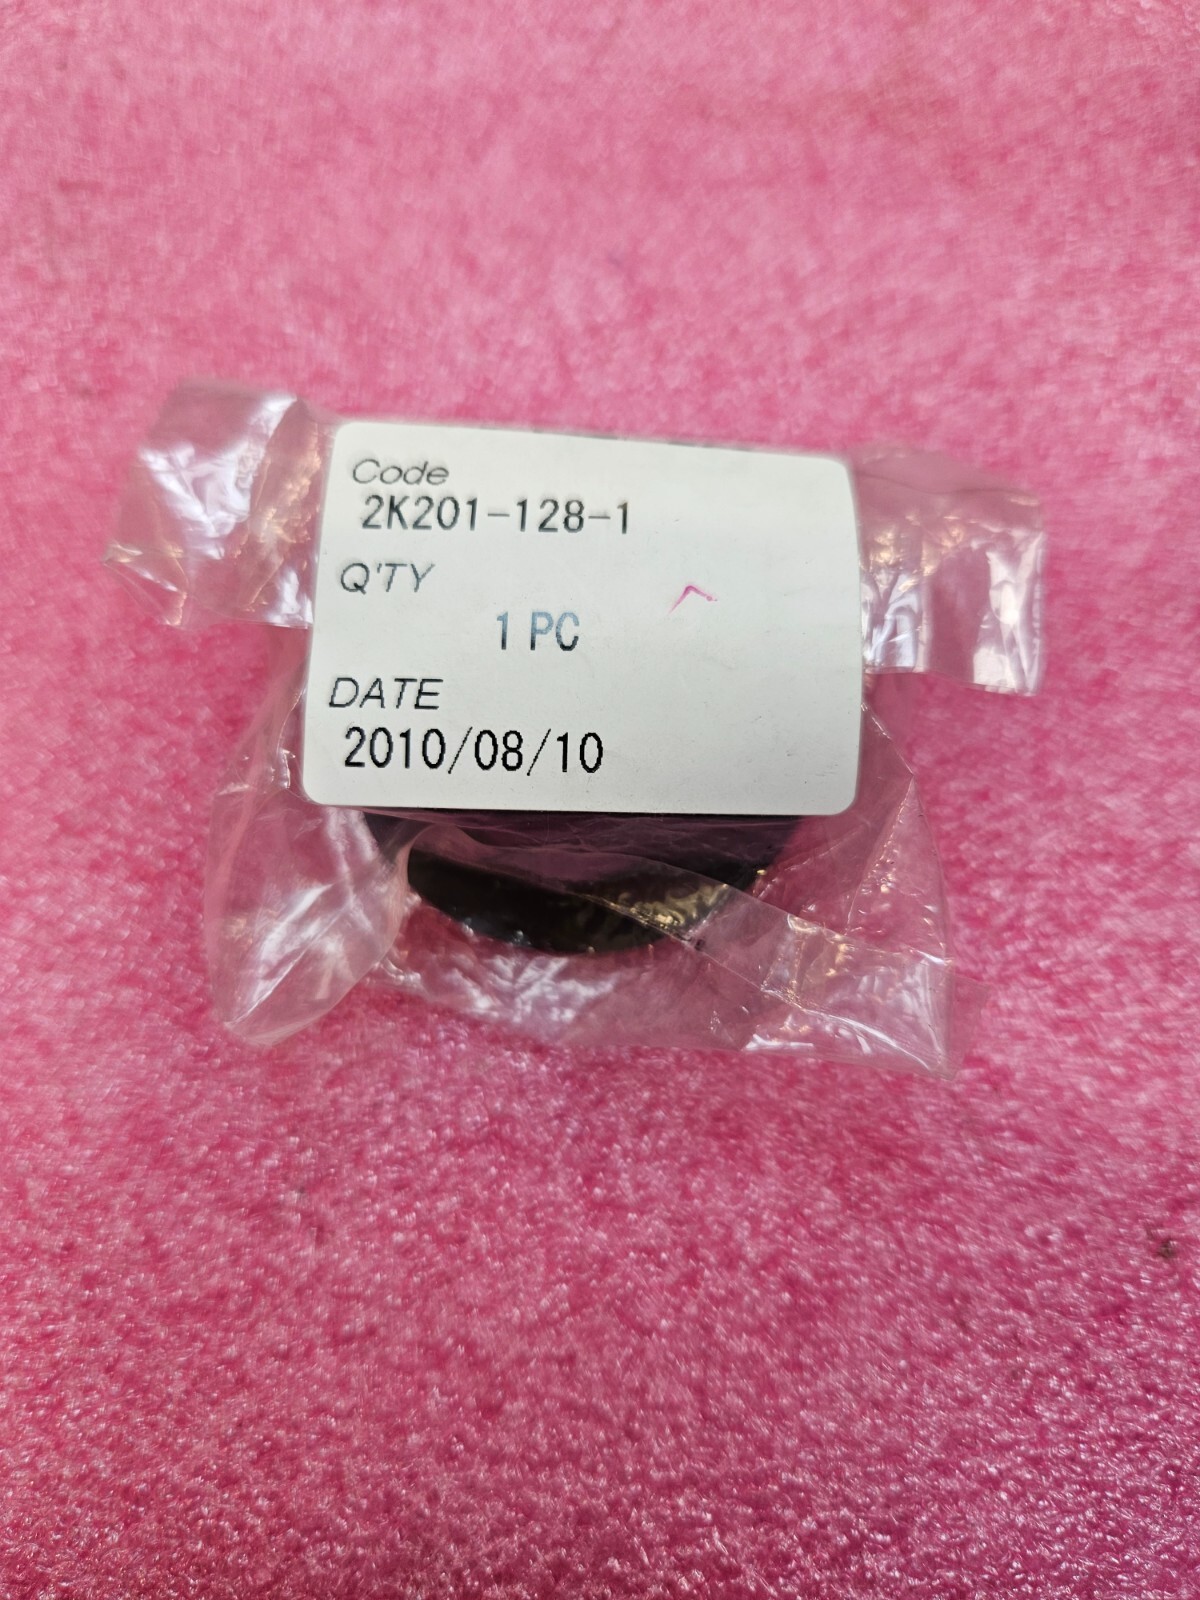 Code
2K201-128-1
Q'TY
1 PC
DATE
2010/08/10